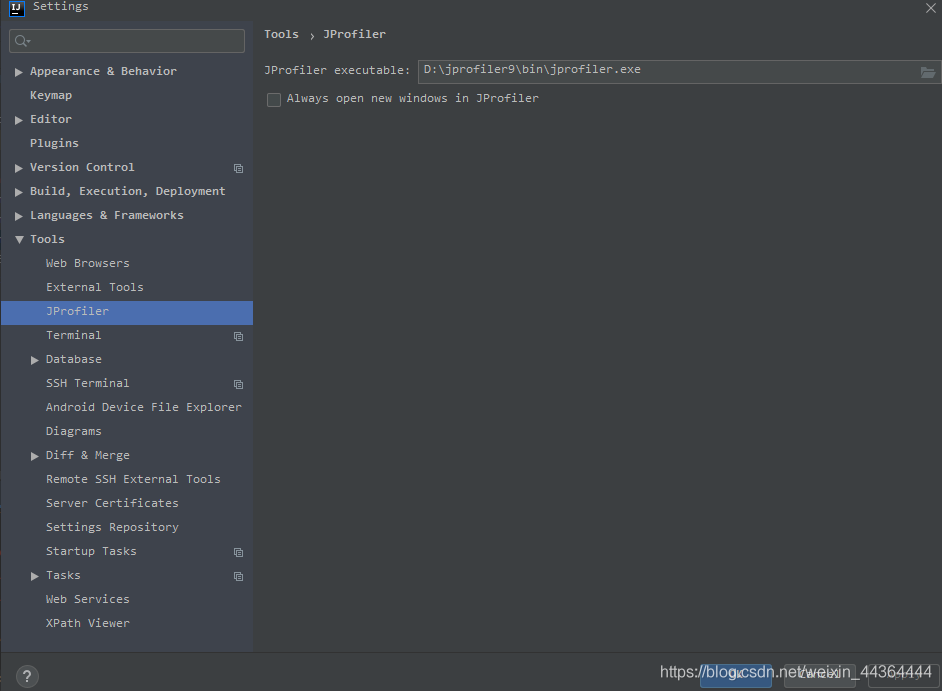 IJ Settings
Tools › JProfiler
JProfiler executable: D:\jprofiler9\bin\jprofiler.exe
Always open new windows in JProfiler
Appearance & Behavior
Keymap
Editor
Plugins
Version Control
Build, Execution, Deployment
Languages & Frameworks
Tools
Web Browsers
External Tools
JProfiler
Terminal
Database
SSH Terminal
Android Device File Explorer
Diagrams
Diff & Merge
Remote SSH External Tools
Server Certificates
Settings Repository
Startup Tasks
Tasks
Web Services
XPath Viewer
?
OK Cancel Apply
https://blog.csdn.net/weixin_44364444